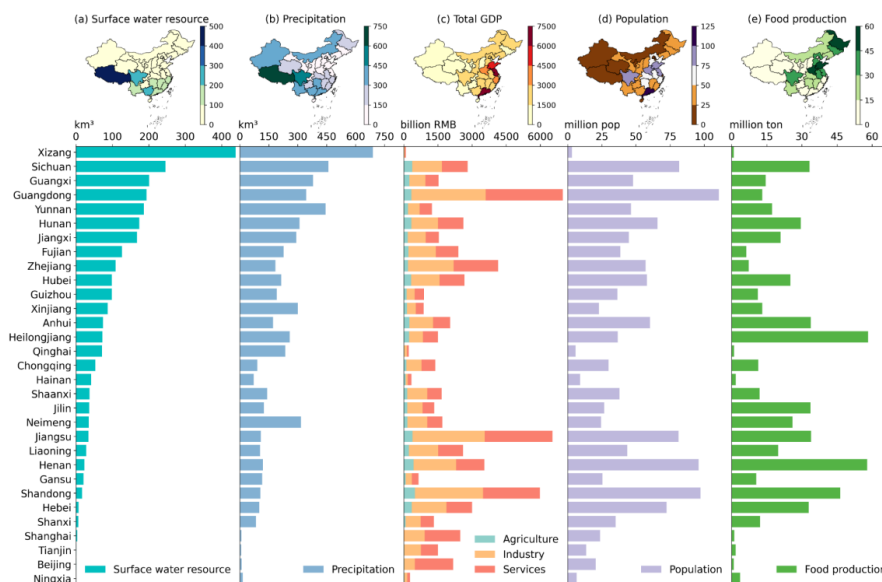 (a) Surface water resource
(b) Precipitation
(c) Total GDP
(d) Population
(e) Food production
500
400
300
200
100
0
750
600
450
300
150
0
7500
6000
4500
3000
1500
0
125
100
75
50
25
0
60
45
30
15
0
km³
km³
billion RMB
million pop
million ton
0 100 200 300 400
0 150 300 450 600 750
0 1500 3000 4500 6000
0 25 50 75 100
0 15 30 45 60
Xizang
Sichuan
Guangxi
Guangdong
Yunnan
Hunan
Jiangxi
Fujian
Zhejiang
Hubei
Guizhou
Xinjiang
Anhui
Heilongjiang
Qinghai
Chongqing
Hainan
Shaanxi
Jilin
Neimeng
Jiangsu
Liaoning
Henan
Gansu
Shandong
Hebei
Shanxi
Shanghai
Tianjin
Beijing
Ningxia
Surface water resource
Precipitation
Agriculture
Industry
Services
Population
Food production